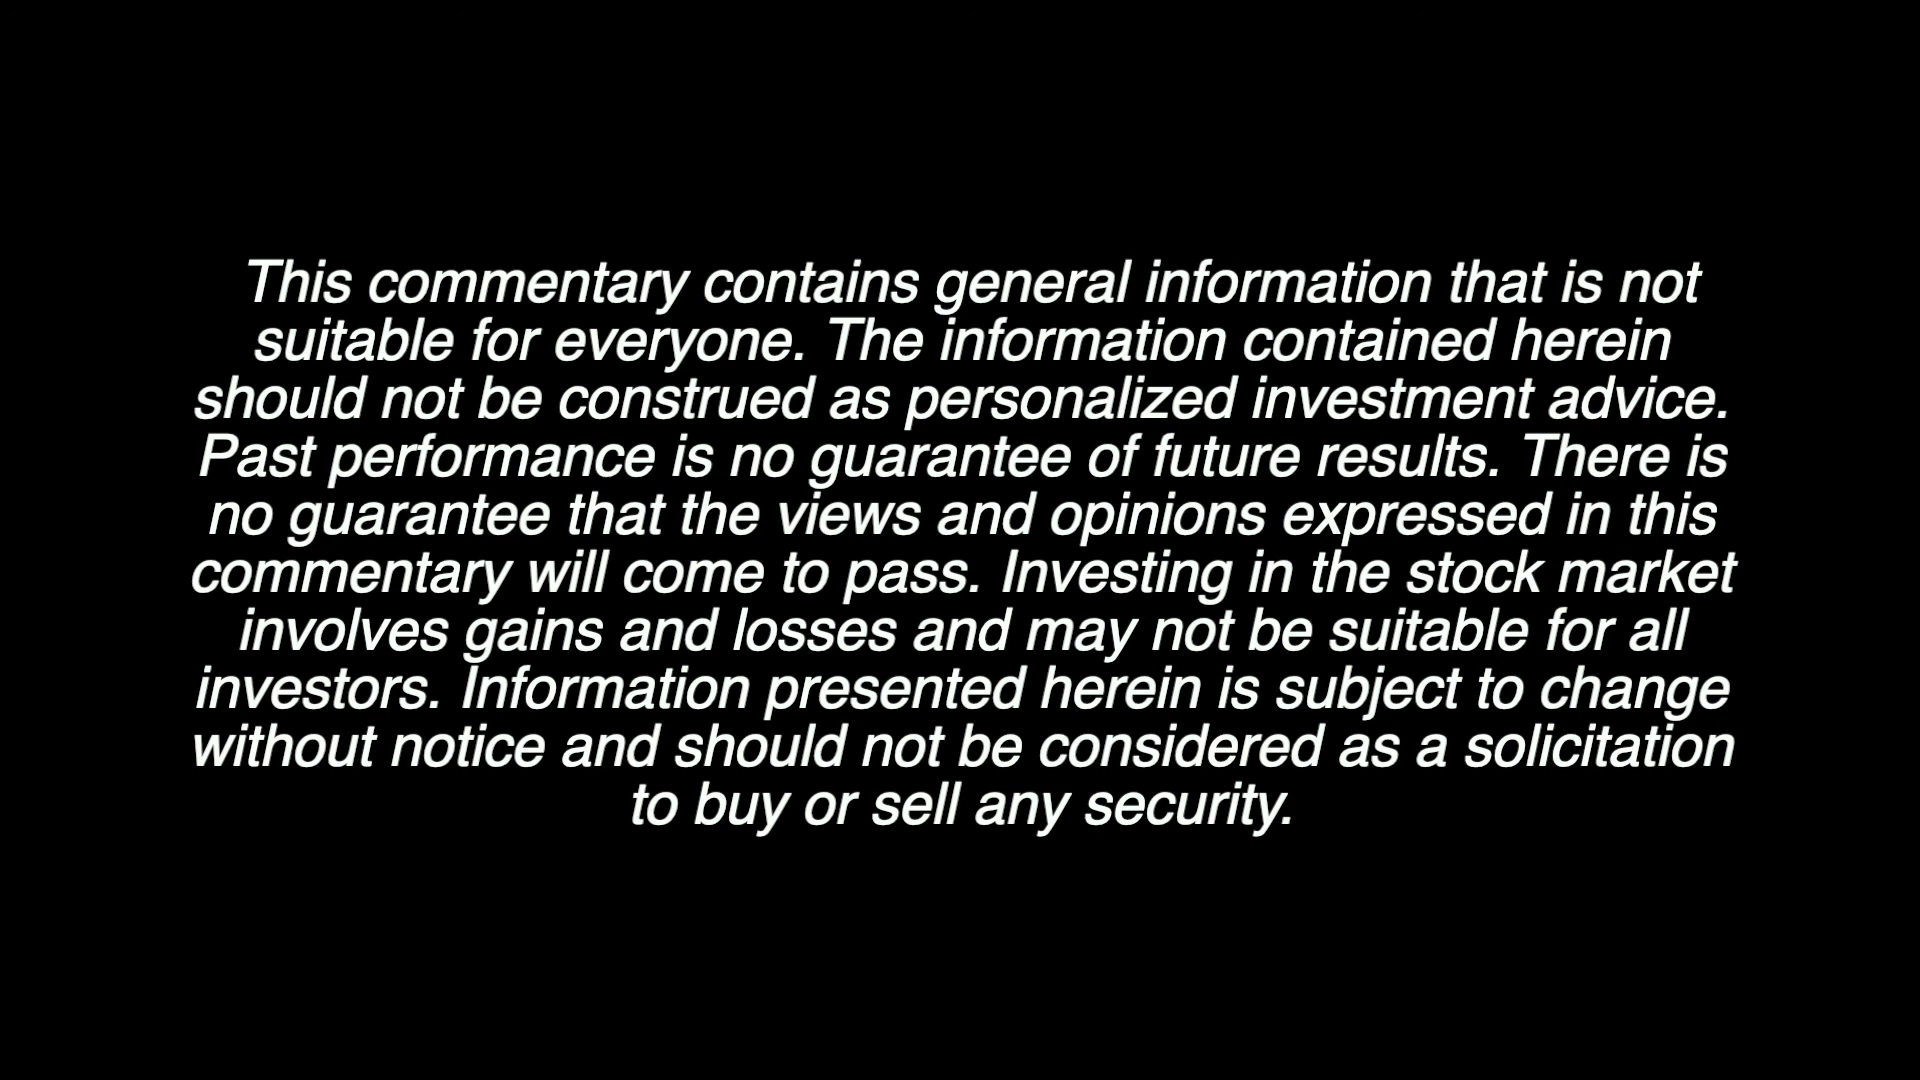 This commentary contains general information that is not
suitable for everyone. The information contained herein
should not be construed as personalized investment advice.
Past performance is no guarantee of future results. There is
no guarantee that the views and opinions expressed in this
commentary will come to pass. Investing in the stock market
involves gains and losses and may not be suitable for all
investors. Information presented herein is subject to change
without notice and should not be considered as a solicitation
to buy or sell any security.